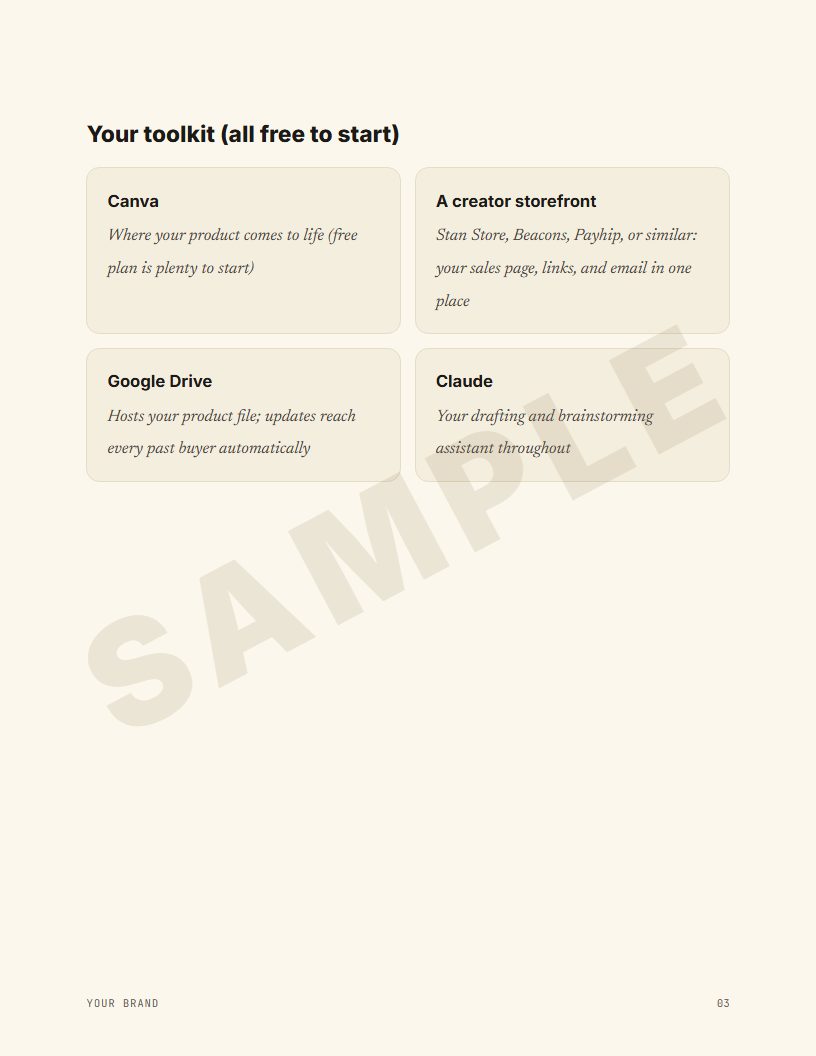 Your toolkit (all free to start)
Canva
Where your product comes to life (free
plan is plenty to start)
A creator storefront
Stan Store, Beacons, Payhip, or similar:
your sales page, links, and email in one
place
Google Drive
Hosts your product file; updates reach
every past buyer automatically
Claude
Your drafting and brainstorming
assistant throughout
SAMPLE
YOUR BRAND
03